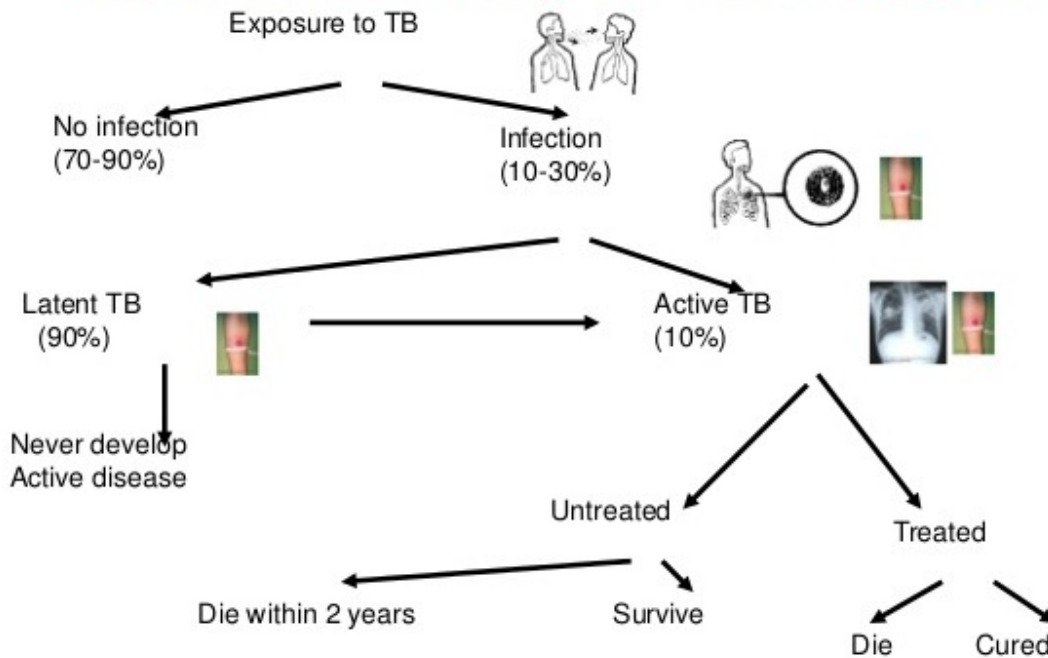 Exposure to TB
No infection
(70-90%)
Infection
(10-30%)
Latent TB
(90%)
Active TB
(10%)
Never develop
Active disease
Untreated
Treated
Die within 2 years
Survive
Die
Cured